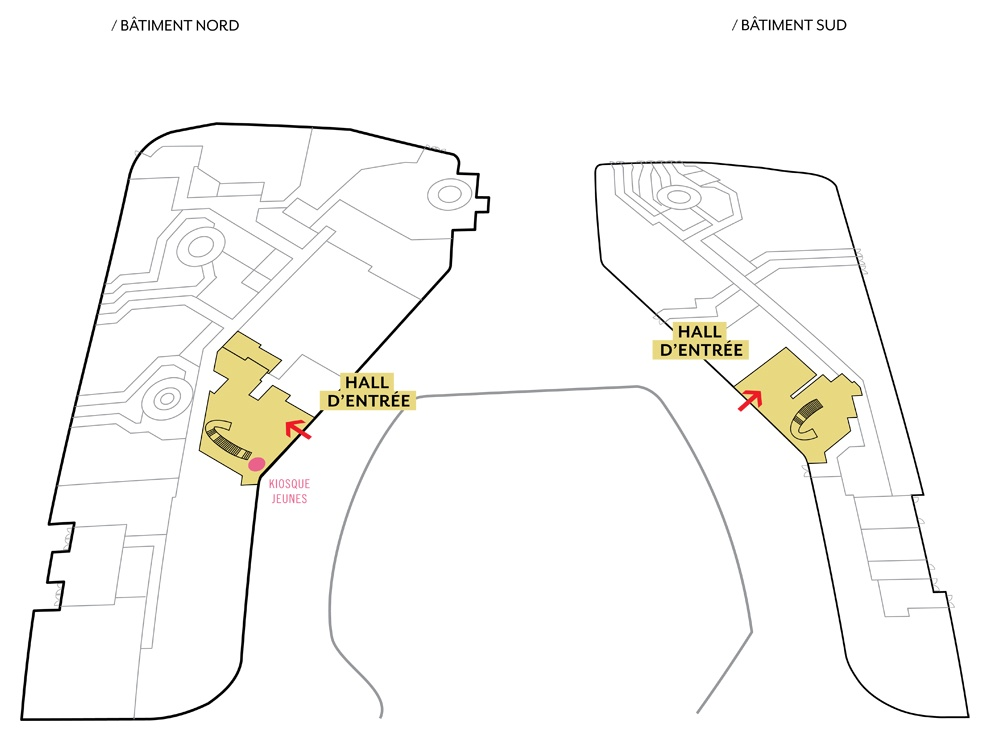 / BÂTIMENT NORD
/ BÂTIMENT SUD
HALL
D'ENTRÉE
HALL
D'ENTRÉE
KIOSQUE
JEUNES